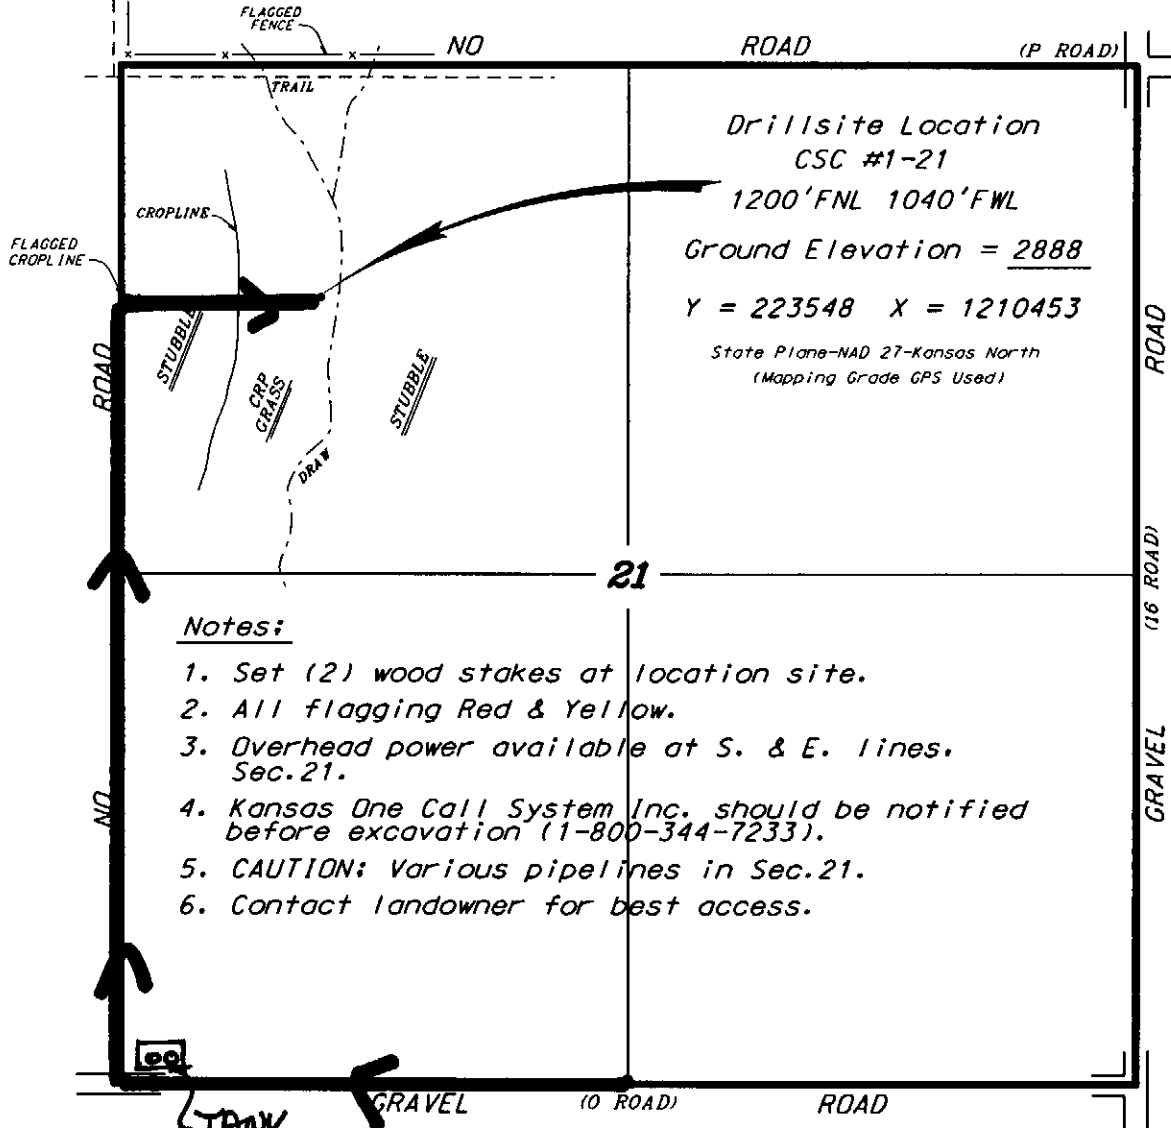 FLAGGED
FENCE
NO ROAD (P ROAD)
TRAIL
Drillsite Location
CSC #1-21
1200'FNL 1040'FWL
Ground Elevation = 2888
Y = 223548 X = 1210453
State Plane-NAD 27-Kansas North
(Mapping Grade GPS Used)
CROPLINE
FLAGGED
CROPLINE
STUBBLE
CRP
GRASS
STUBBLE
DRAW
NO ROAD
GRAVEL (16 ROAD) ROAD
21
Notes:
1. Set (2) wood stakes at location site.
2. All flagging Red & Yellow.
3. Overhead power available at S. & E. lines.
Sec.21.
4. Kansas One Call System Inc. should be notified
before excavation (1-800-344-7233).
5. CAUTION: Various pipelines in Sec.21.
6. Contact landowner for best access.
GRAVEL (O ROAD) ROAD